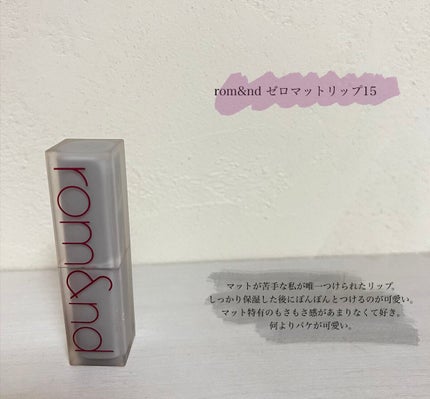 rom&nd ゼロマットリップ15
rom&nd
マットが苦手な私が唯一つけられたリップ。
しっかり保湿した後にぽんぽんとつけるのが可愛い。
マット特有のもさもさ感があまりなくて好き。
何よりパケが可愛い。